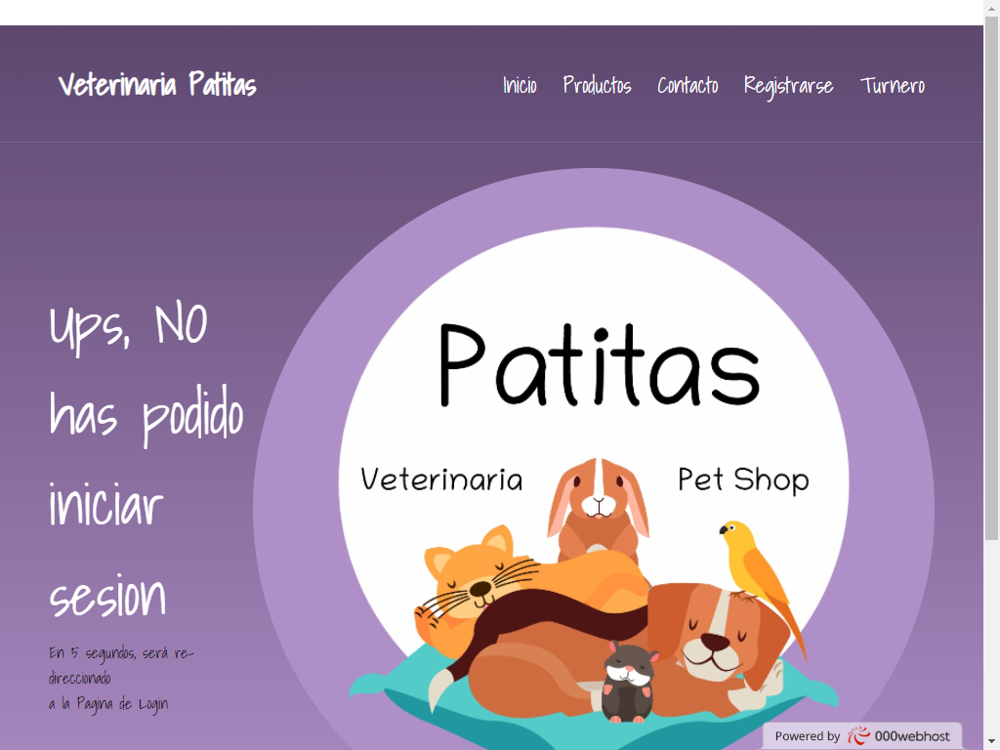 Veterinaria Patitas
Inicio Productos Contacto Registrarse Turnero
Ups, NO
has podido
iniciar
sesion
En 5 segundos, será re-
direccionado
a la Pagina de Login
Patitas
Veterinaria Pet Shop
Powered by 000webhost